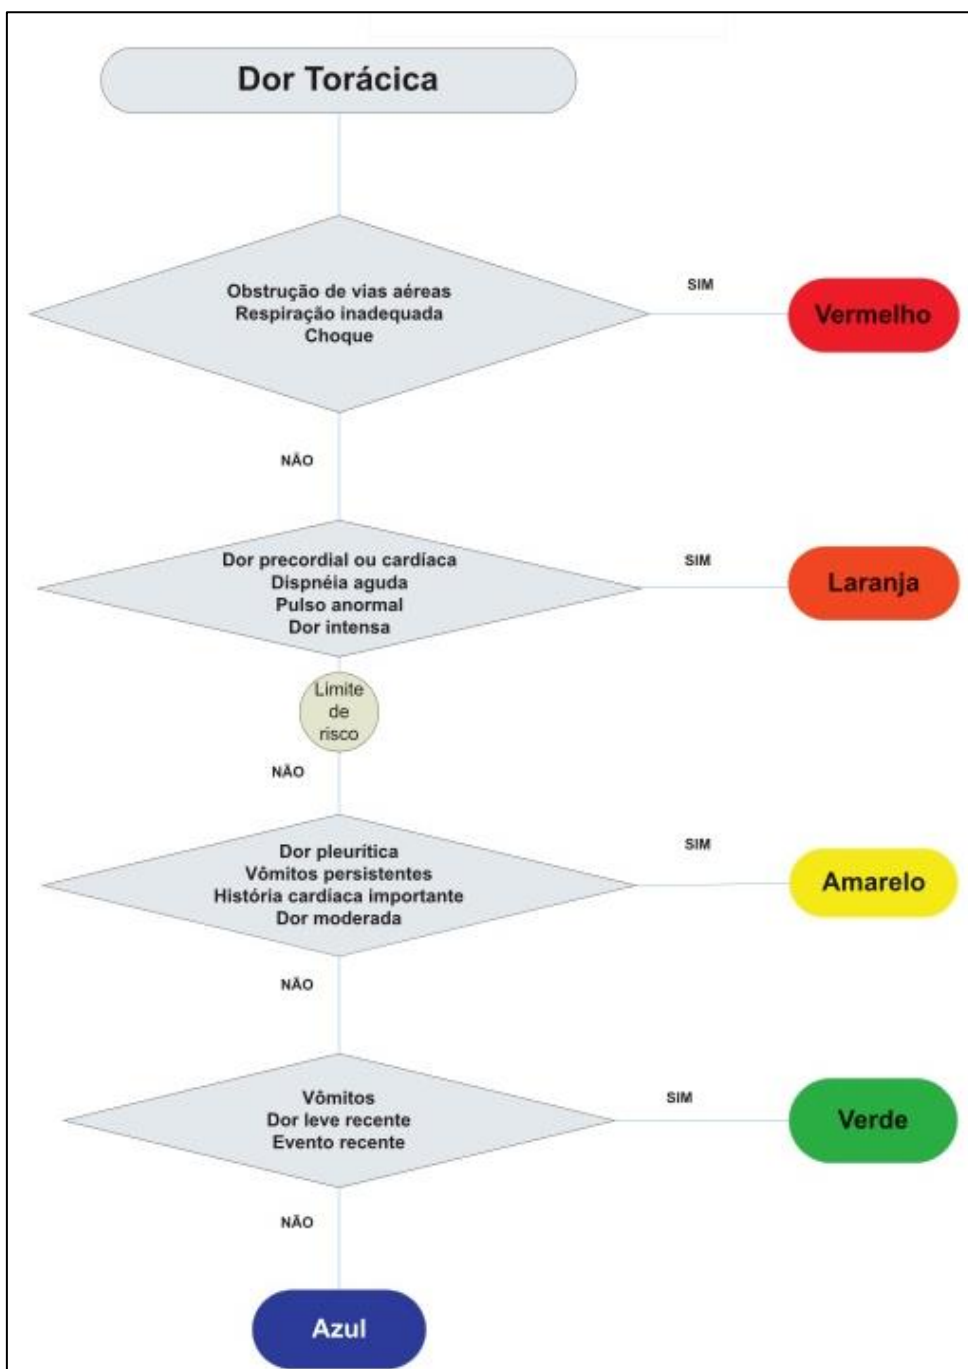 Dor Torácica
Obstrução de vias aéreas
Respiração inadequada
Choque
SIM
Vermelho
NÃO
Dor precordial ou cardíaca
Dispnéia aguda
Pulso anormal
Dor intensa
SIM
Laranja
Limite
de
risco
NÃO
Dor pleurítica
Vômitos persistentes
História cardíaca importante
Dor moderada
SIM
Amarelo
NÃO
Vômitos
Dor leve recente
Evento recente
SIM
Verde
NÃO
Azul